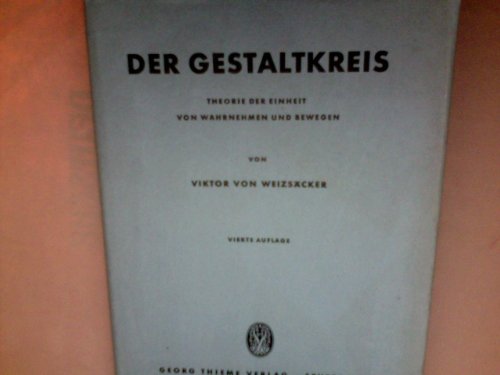 DER GESTALTKREIS
THEORIE DER EINHEIT
VON WAHRNEHMEN UND BEWEGEN
VON
VIKTOR VON WEIZSÄCKER
VIERTE AUFLAGE
GEORG THIEME VERLAG